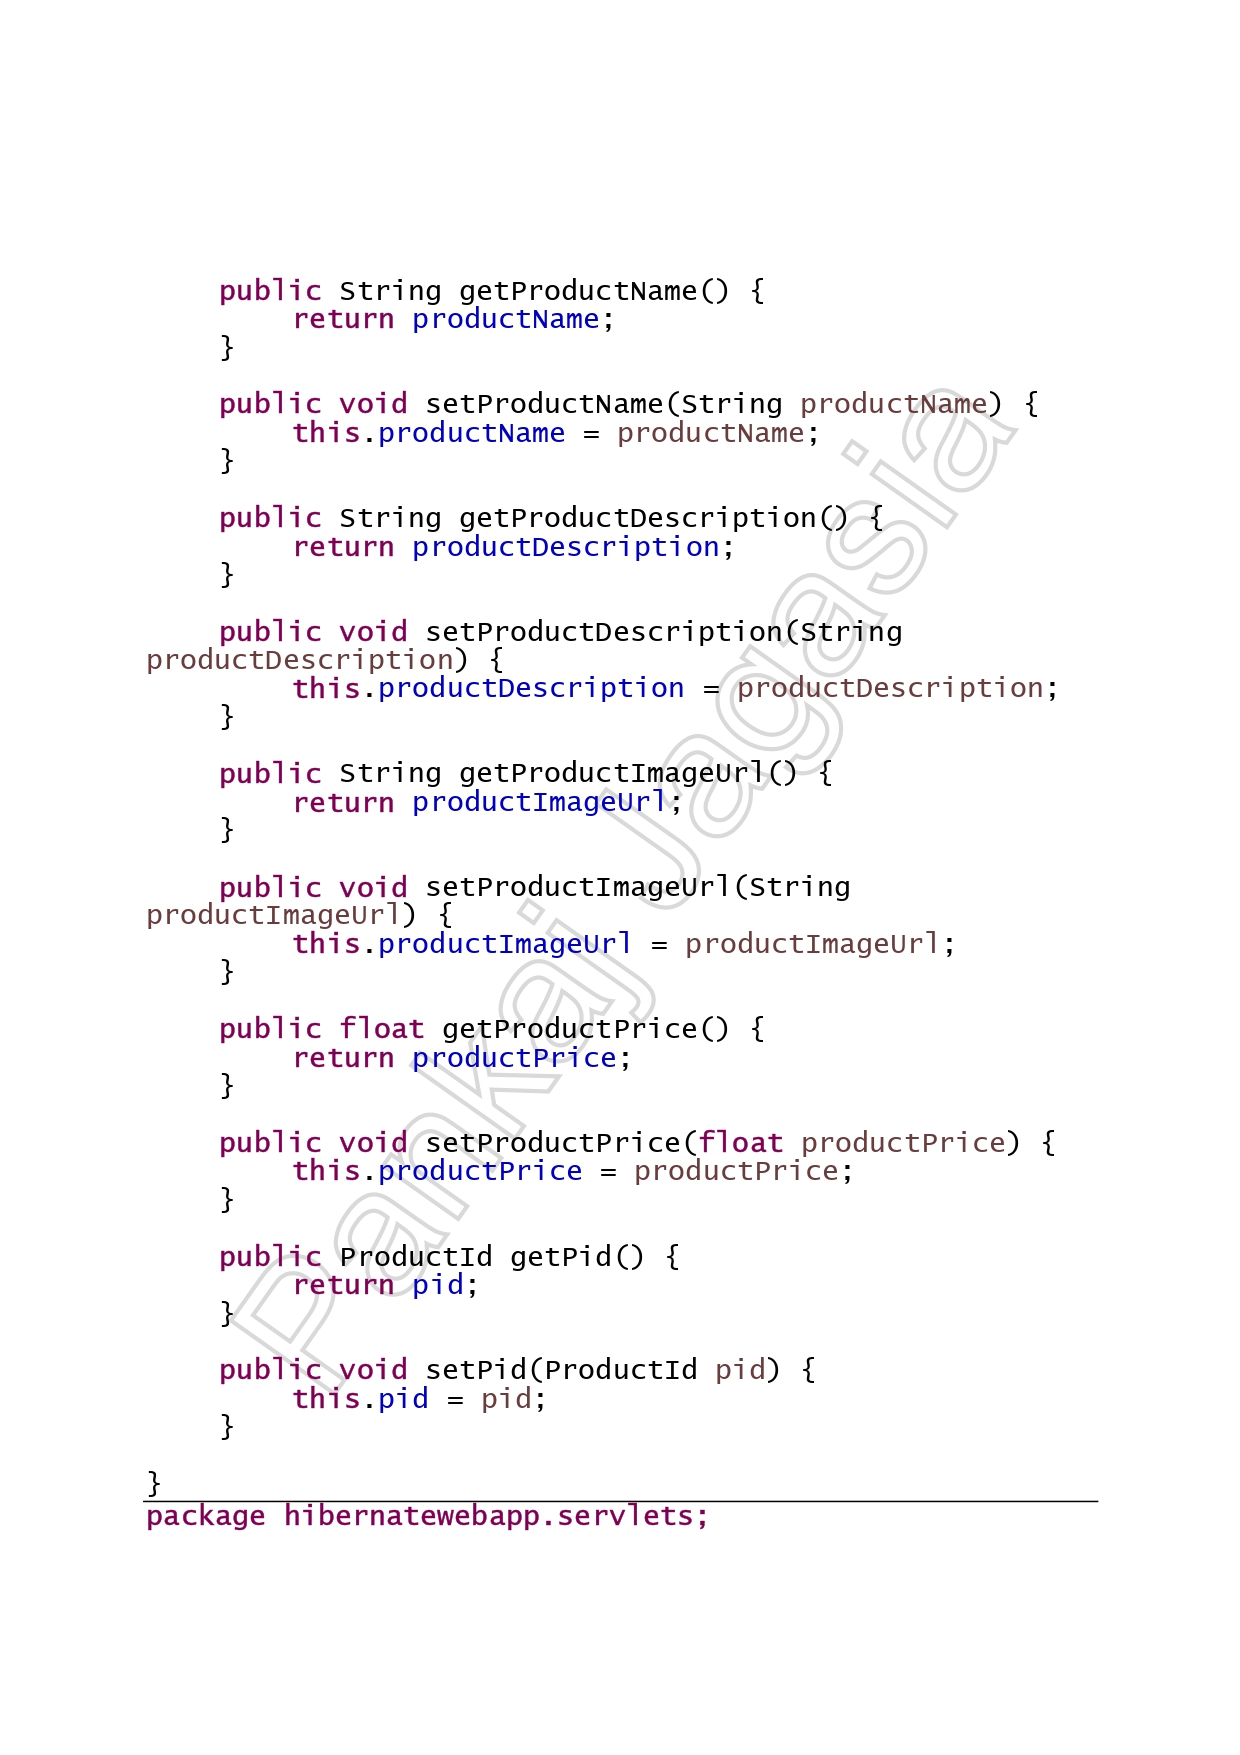 public String getProductName() {
return productName;
}
public void setProductName(String productName) {
this.productName = productName;
}
public String getProductDescription() {
return productDescription;
}
public void setProductDescription(String
productDescription) {
this.productDescription = productDescription;
}
public String getProductImageUrl() {
return productImageUrl;
}
public void setProductImageUrl(String
productImageUrl) {
this.productImageUrl = productImageUrl;
}
public float getProductPrice() {
return productPrice;
}
public void setProductPrice(float productPrice) {
this.productPrice = productPrice;
}
public ProductId getPid() {
return pid;
}
public void setPid(ProductId pid) {
this.pid = pid;
}
}
package hibernatewebapp.servlets;
Pankaj Jagasia